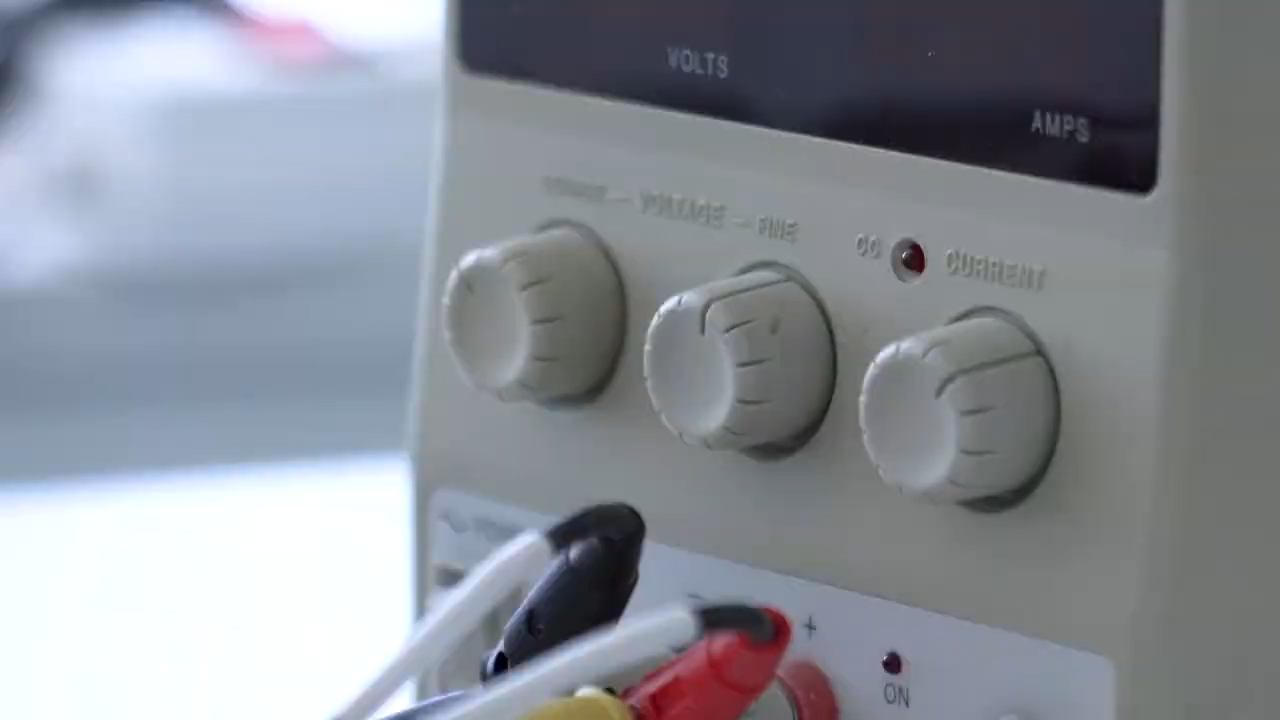 VOLTS
AMPS
— VOLTAGE — FINE
CC CURRENT
+
ON